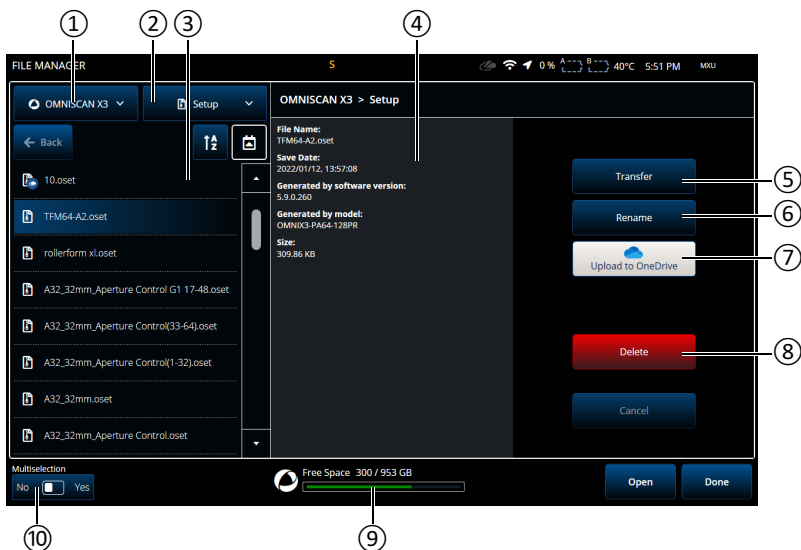 ① ② ③ ④
FILE MANAGER S 0 % A B 40°C 5:51 PM MXU
OMNISCAN X3 Setup
OMNISCAN X3 > Setup
Back
A
Z
10.oset
TFM64-A2.oset
rollerform xl.oset
A32_32mm_Aperture Control G1 17-48.oset
A32_32mm_Aperture Control(33-64).oset
A32_32mm_Aperture Control(1-32).oset
A32_32mm.oset
A32_32mm_Aperture Control.oset
File Name:
TFM64-A2.oset
Save Date:
2022/01/12, 13:57:08
Generated by software version:
5.9.0.260
Generated by model:
OMNIX3-PA64-128PR
Size:
309.86 KB
Transfer ⑤
Rename ⑥
Upload to OneDrive ⑦
Delete ⑧
Cancel
Multiselection
No Yes
Free Space 300 / 953 GB
Open Done
⑩ ⑨